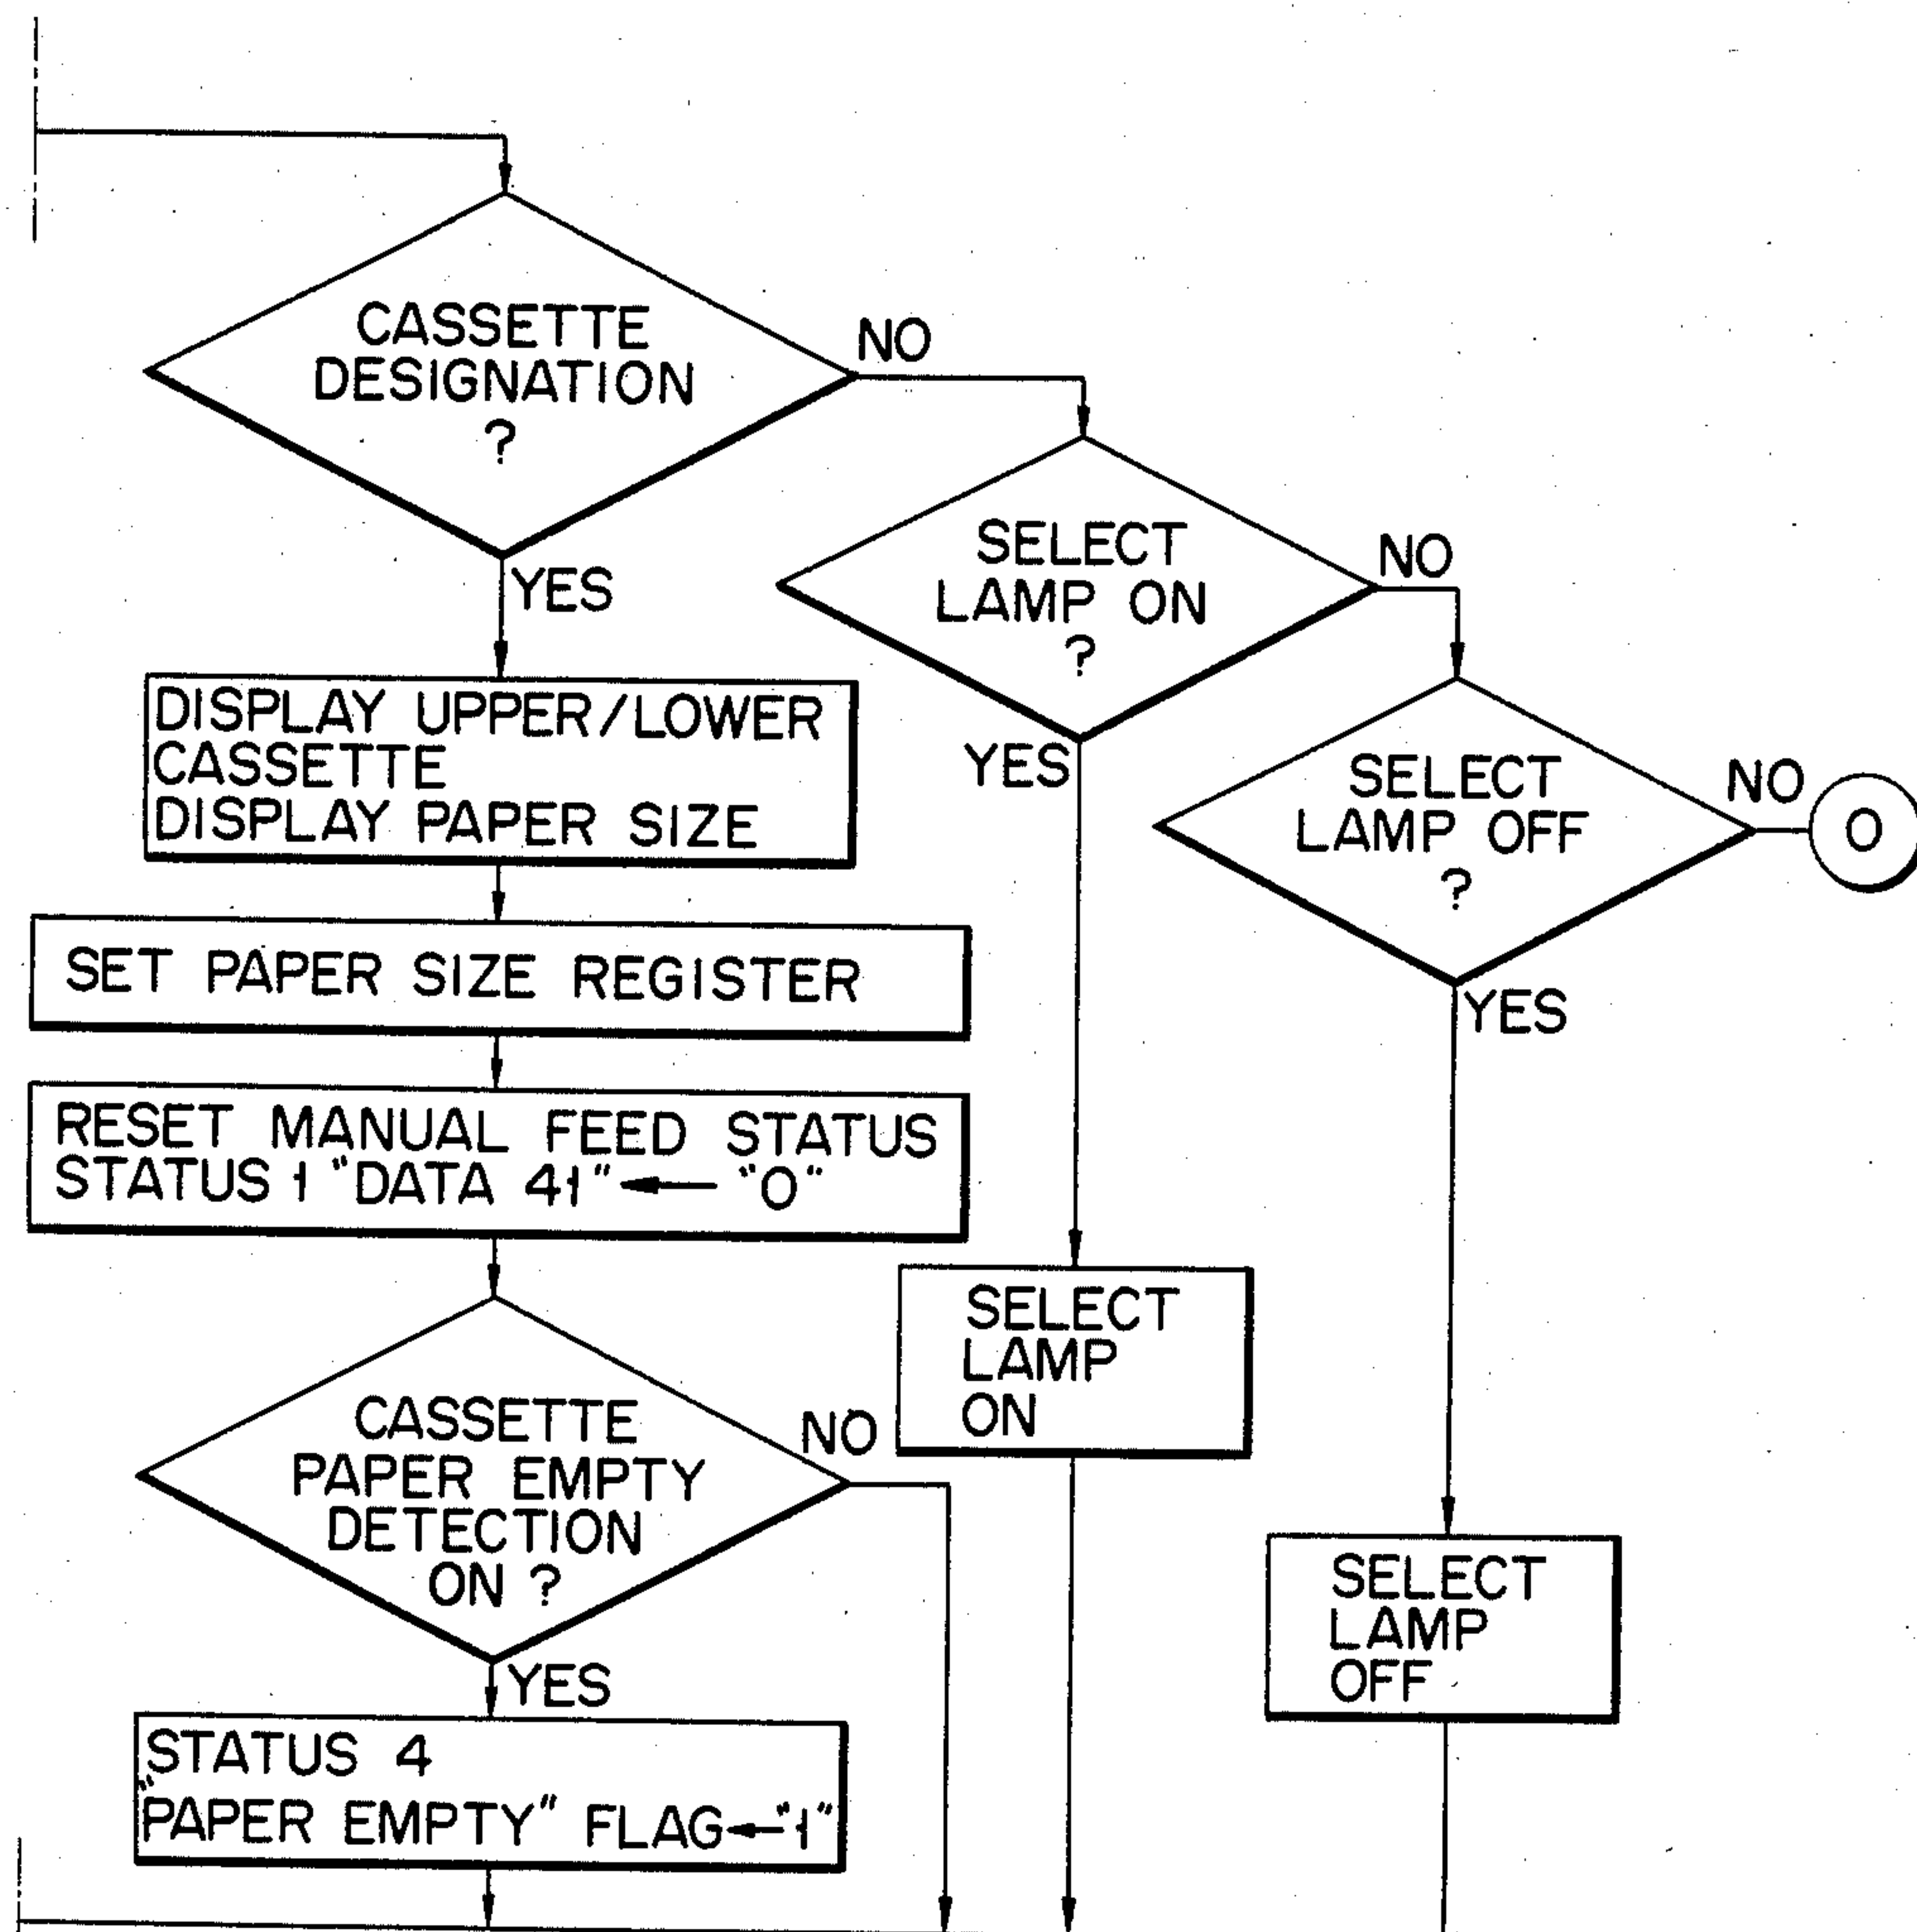 CASSETTE
DESIGNATION
?
NO
YES
SELECT
LAMP ON
?
NO
YES
SELECT
LAMP OFF
?
NO
O
YES
DISPLAY UPPER/LOWER
CASSETTE
DISPLAY PAPER SIZE
SET PAPER SIZE REGISTER
RESET MANUAL FEED STATUS
STATUS 1 "DATA 41" ← "0"
CASSETTE
PAPER EMPTY
DETECTION
ON ?
NO
YES
SELECT
LAMP
ON
SELECT
LAMP
OFF
STATUS 4
"PAPER EMPTY" FLAG ← "1"